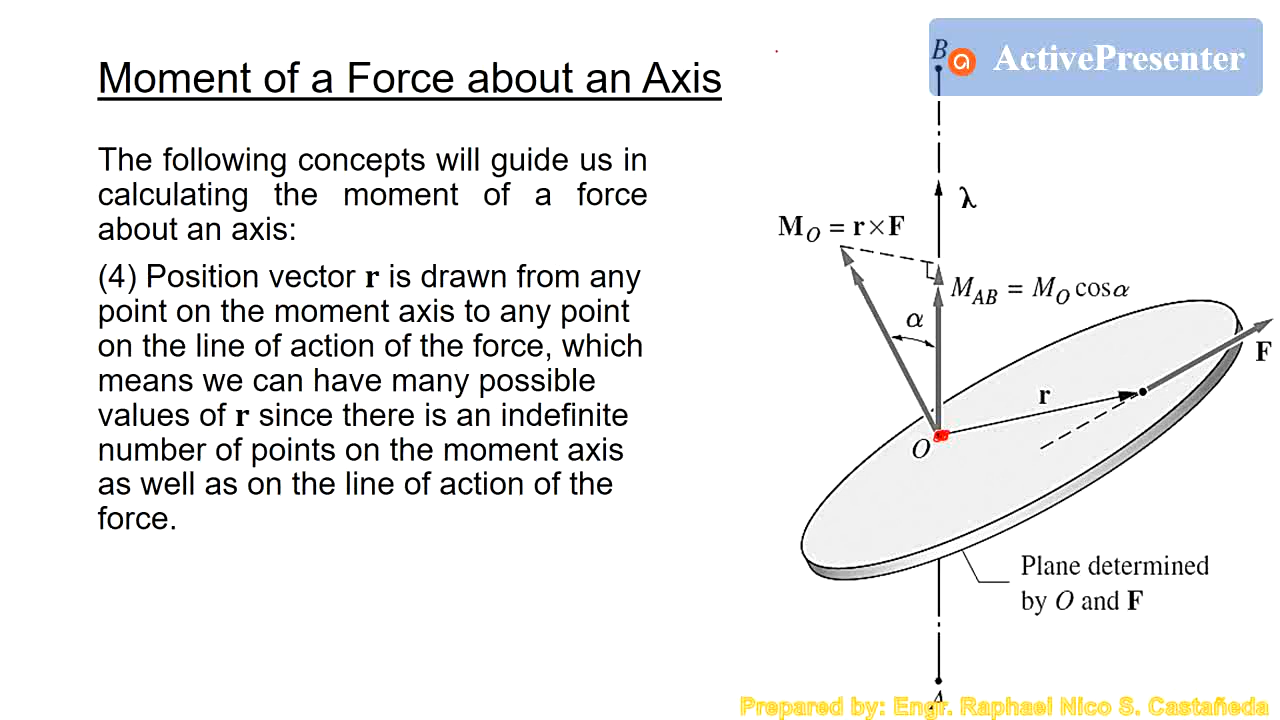 Moment of a Force about an Axis
The following concepts will guide us in
calculating the moment of a force
about an axis:
(4) Position vector r is drawn from any
point on the moment axis to any point
on the line of action of the force, which
means we can have many possible
values of r since there is an indefinite
number of points on the moment axis
as well as on the line of action of the
force.
B
ActivePresenter
λ
M_O = r×F
M_AB = M_O cosα
α
F
r
O
Plane determined
by O and F
A
Prepared by: Engr. Raphael Nico S. Castañeda